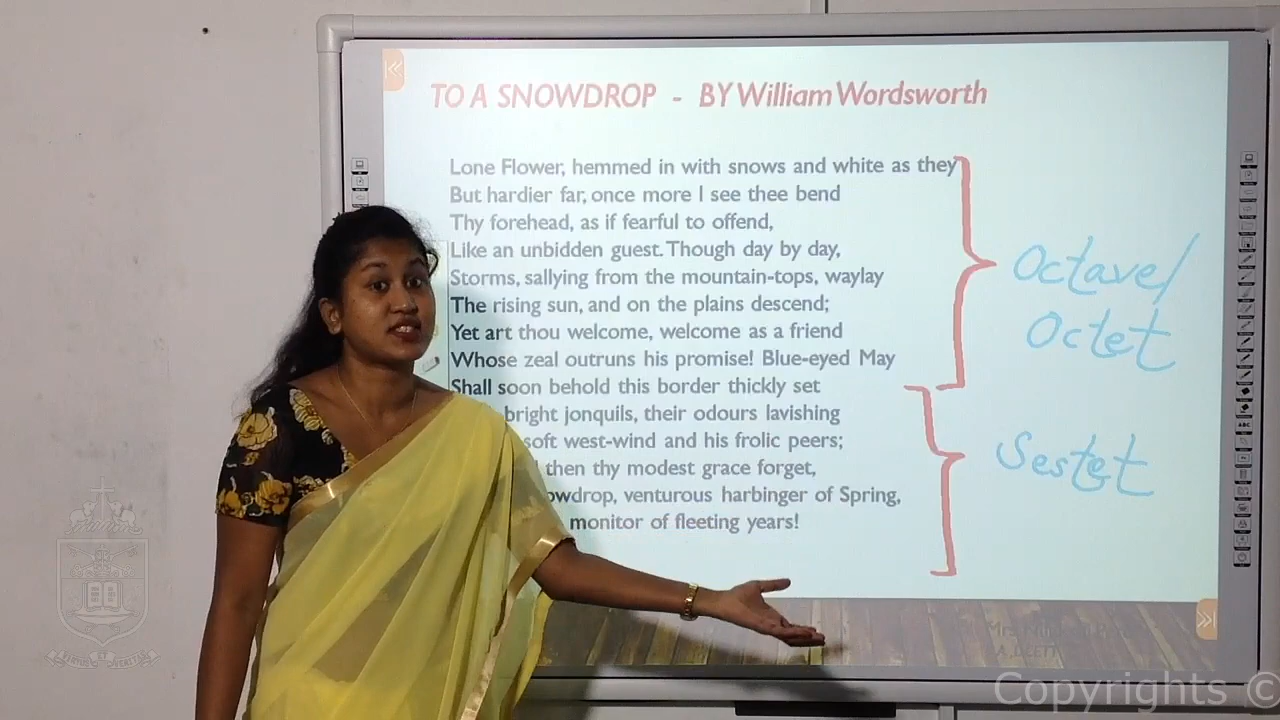 TO A SNOWDROP - BY William Wordsworth
Lone Flower, hemmed in with snows and white as they
But hardier far, once more I see thee bend
Thy forehead, as if fearful to offend,
Like an unbidden guest. Though day by day,
Storms, sallying from the mountain-tops, waylay
The rising sun, and on the plains descend;
Yet art thou welcome, welcome as a friend
Whose zeal outruns his promise! Blue-eyed May
Shall soon behold this border thickly set
bright jonquils, their odours lavishing
soft west-wind and his frolic peers;
then thy modest grace forget,
venturous harbinger of Spring,
monitor of fleeting years!
Octave/
Octet
Sestet
ABC
Copyrights ©